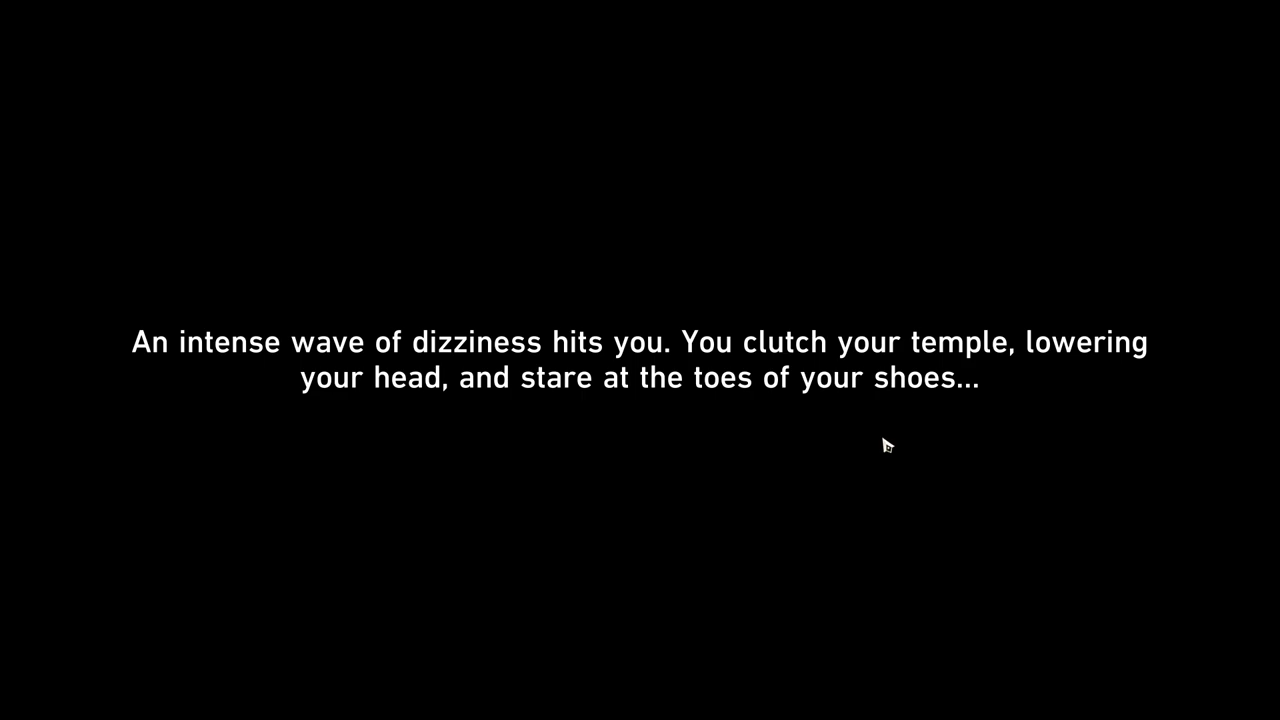 An intense wave of dizziness hits you. You clutch your temple, lowering
your head, and stare at the toes of your shoes...